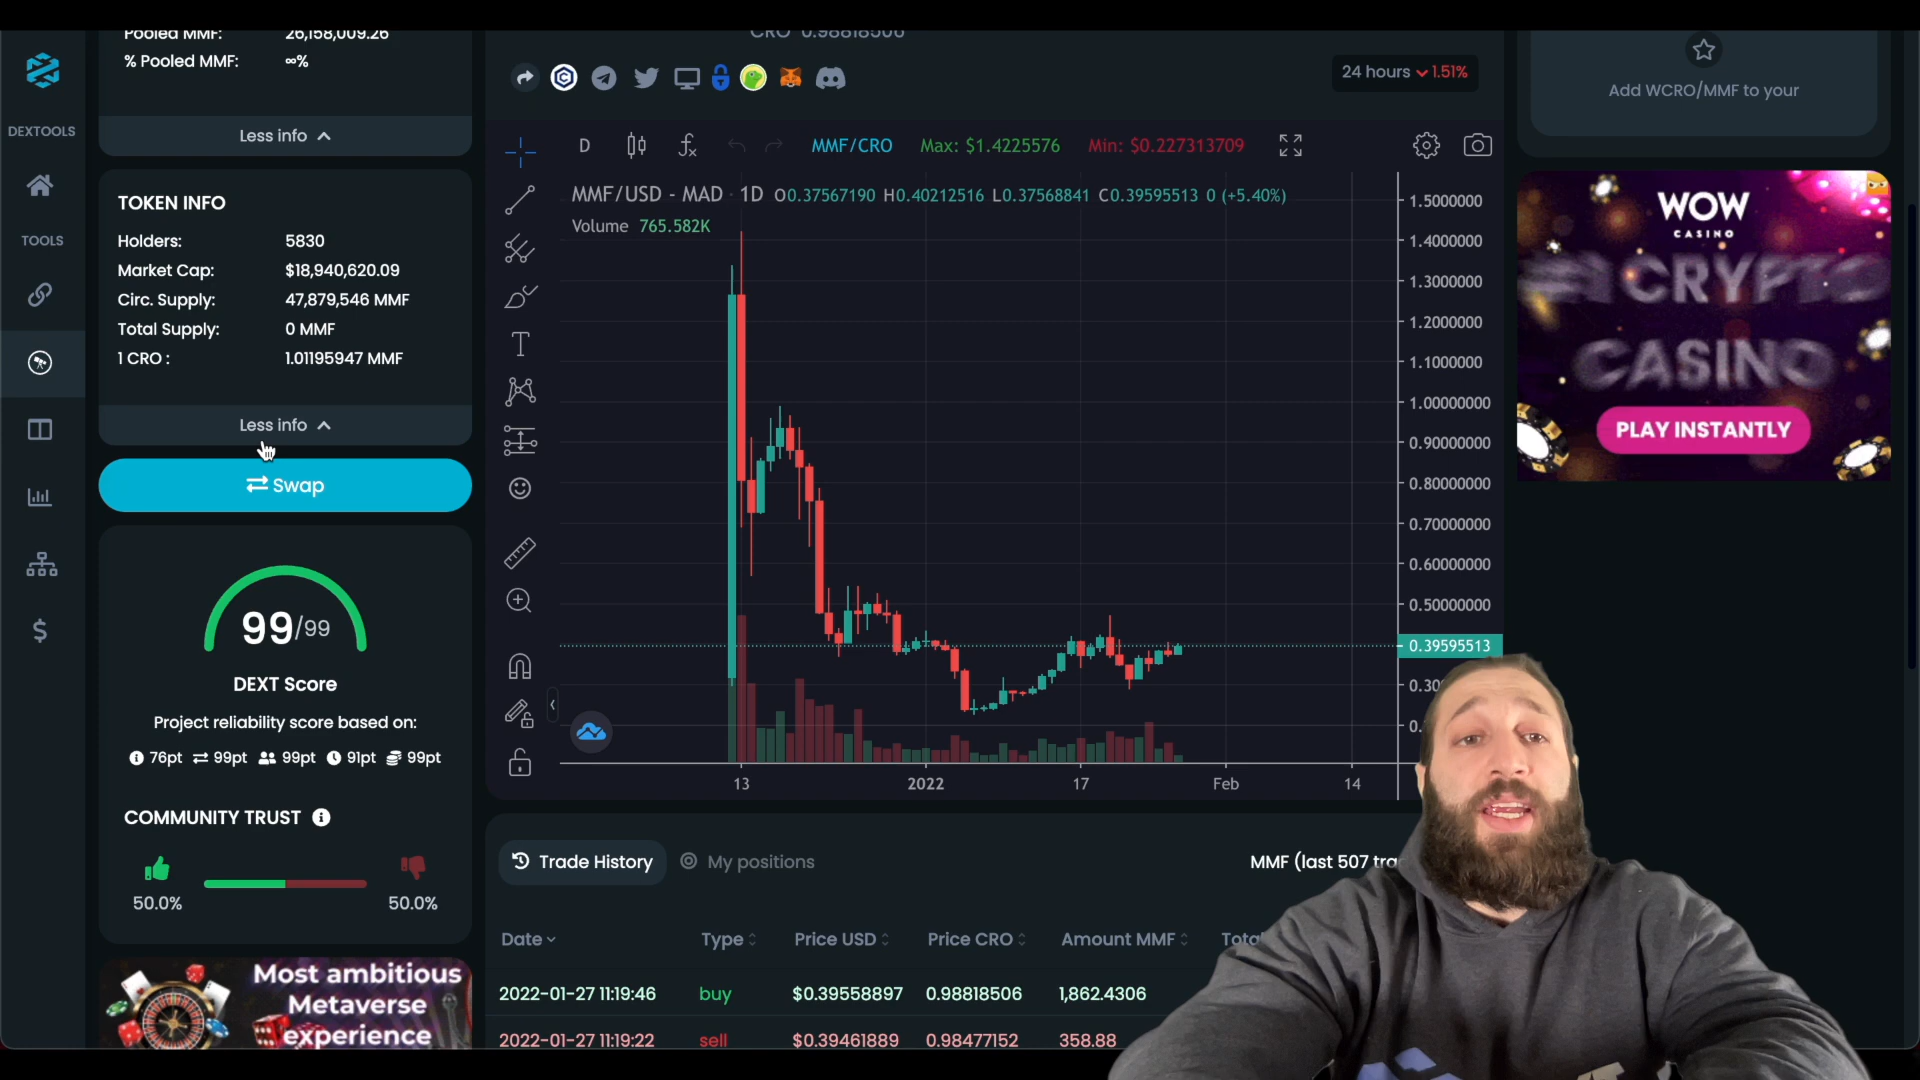 Pooled MMF: 26,158,009.26
% Pooled MMF: ∞%
Less info
DEXTOOLS
TOOLS
TOKEN INFO
Holders: 5830
Market Cap: $18,940,620.09
Circ. Supply: 47,879,546 MMF
Total Supply: 0 MMF
1 CRO : 1.01195947 MMF
Less info
Swap
99/99
DEXT Score
Project reliability score based on:
76pt 99pt 99pt 91pt 99pt
COMMUNITY TRUST
50.0% 50.0%
Most ambitious
Metaverse
experience
CRO 0.98818506
24 hours 1.51%
D MMF/CRO Max: $1.4225576 Min: $0.227313709
MMF/USD - MAD · 1D O0.37567190 H0.40212516 L0.37568841 C0.39595513 0 (+5.40%)
Volume 765.582K
1.5000000
1.4000000
1.3000000
1.2000000
1.1000000
1.00000000
0.90000000
0.80000000
0.70000000
0.60000000
0.50000000
0.39595513
13 2022 17 Feb 14
Trade History My positions MMF (last 507
Date Type Price USD Price CRO Amount MMF
2022-01-27 11:19:46 buy $0.39558897 0.98818506 1,862.4306
2022-01-27 11:19:22 sell $0.39461889 0.98477152 358.88
Add WCRO/MMF to your
WOW
CASINO
CRYPTO
CASINO
PLAY INSTANTLY